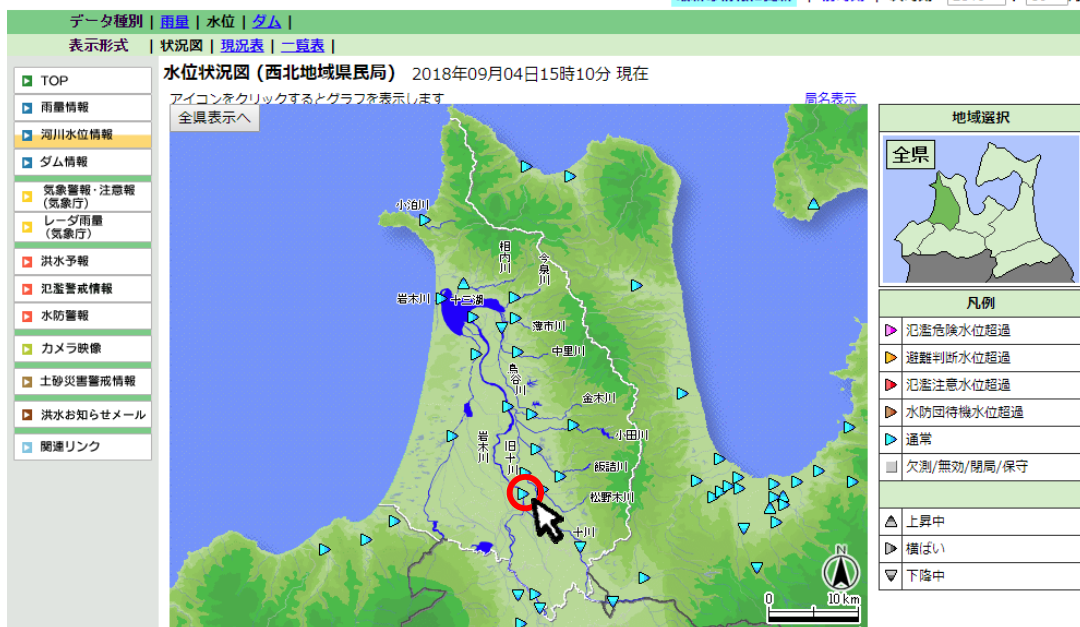 データ種別 | 雨量 | 水位 | ダム |
表示形式 | 状況図 | 現況表 | 一覧表 |
TOP
雨量情報
河川水位情報
ダム情報
気象警報・注意報
(気象庁)
レーダ雨量
(気象庁)
洪水予報
氾濫警戒情報
水防警報
カメラ映像
土砂災害警戒情報
洪水お知らせメール
関連リンク
水位状況図 (西北地域県民局) 2018年09月04日15時10分 現在
アイコンをクリックするとグラフを表示します
局名表示
全県表示へ
小泊川
相内川
今泉川
岩木川
十三湖
薄市川
中里川
鳥谷川
金木川
小田川
岩木川
旧十川
飯詰川
松野木川
十川
N
0 10km
地域選択
全県
凡例
氾濫危険水位超過
避難判断水位超過
氾濫注意水位超過
水防団待機水位超過
通常
欠測/無効/閉局/保守
上昇中
横ばい
下降中